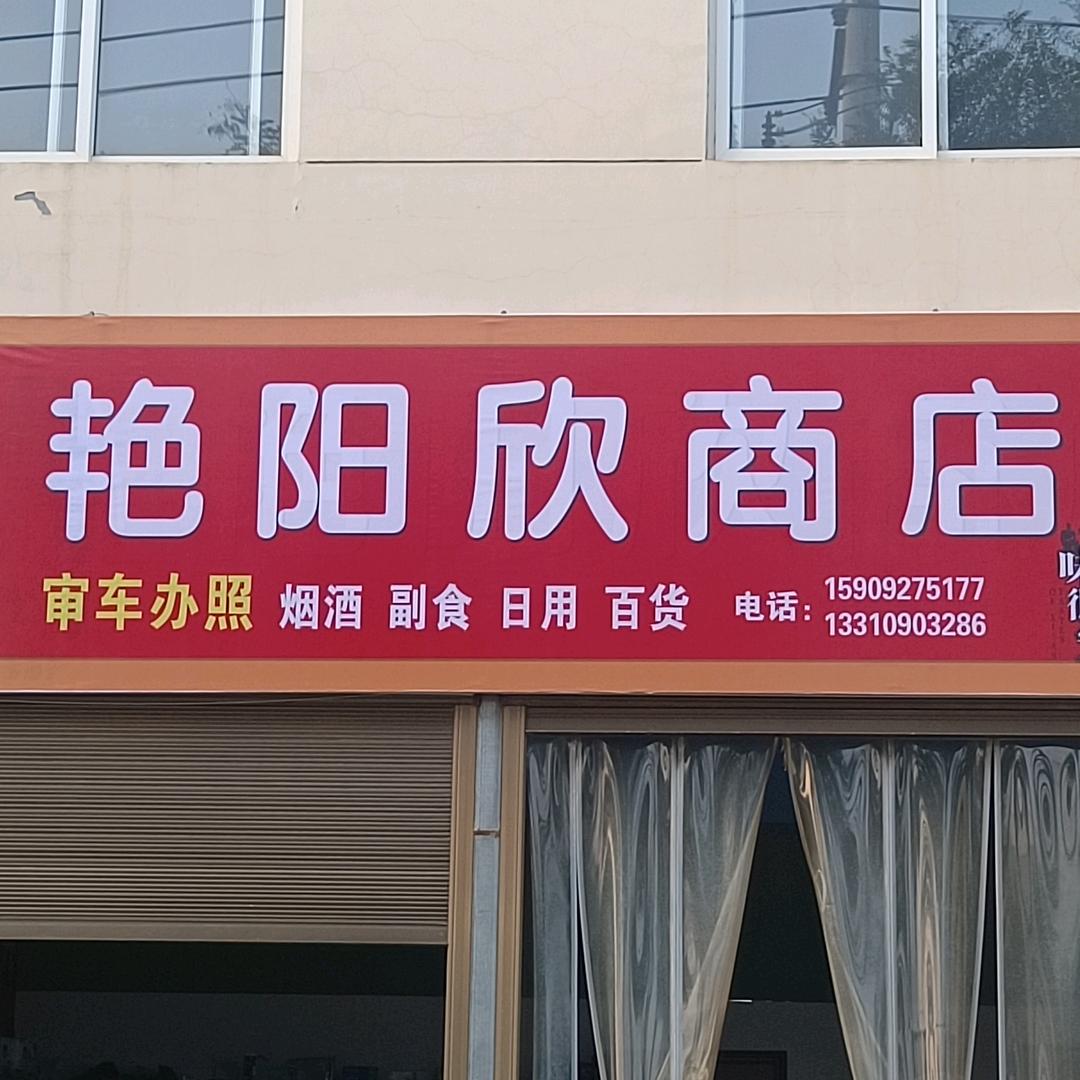 艳阳欣商店
审车办照 烟酒 副食 日用 百货 电话：
15909275177
13310903286